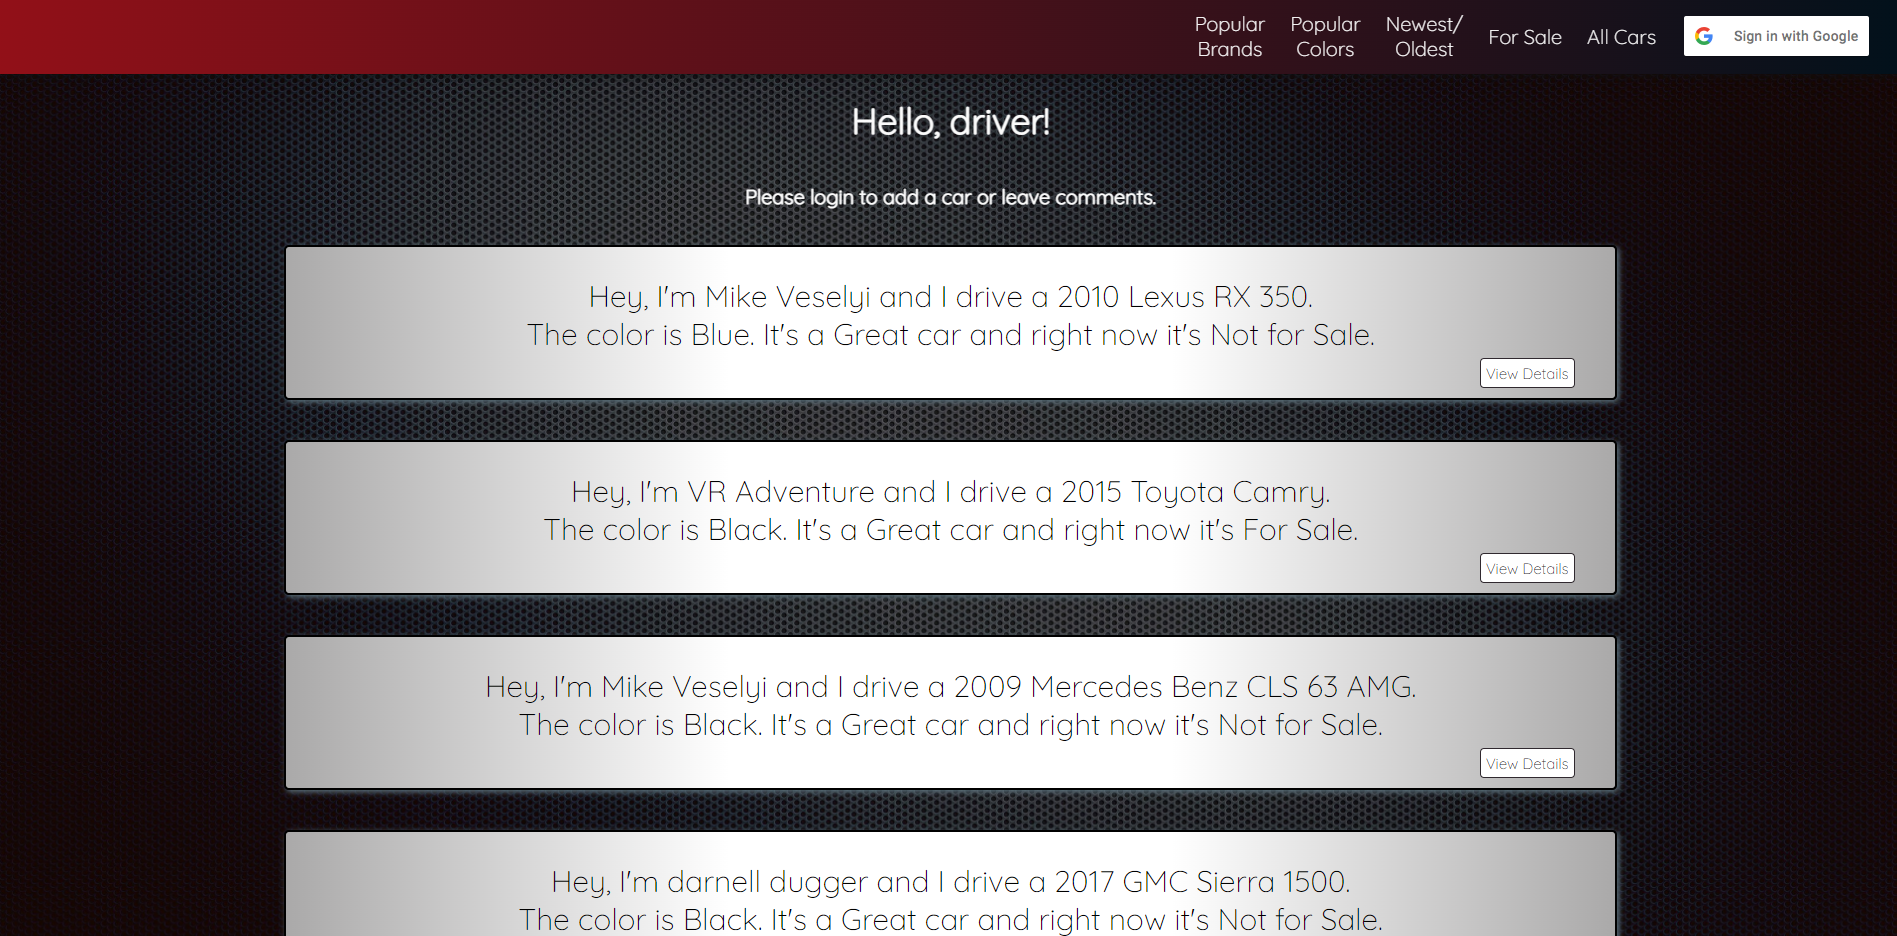 Popular
Brands
Popular
Colors
Newest/
Oldest
For Sale
All Cars
Sign in with Google
Hello, driver!
Please login to add a car or leave comments.
Hey, I'm Mike Veselyi and I drive a 2010 Lexus RX 350.
The color is Blue. It's a Great car and right now it's Not for Sale.
View Details
Hey, I'm VR Adventure and I drive a 2015 Toyota Camry.
The color is Black. It's a Great car and right now it's For Sale.
View Details
Hey, I'm Mike Veselyi and I drive a 2009 Mercedes Benz CLS 63 AMG.
The color is Black. It's a Great car and right now it's Not for Sale.
View Details
Hey, I'm darnell dugger and I drive a 2017 GMC Sierra 1500.
The color is Black. It's a Great car and right now it's Not for Sale.